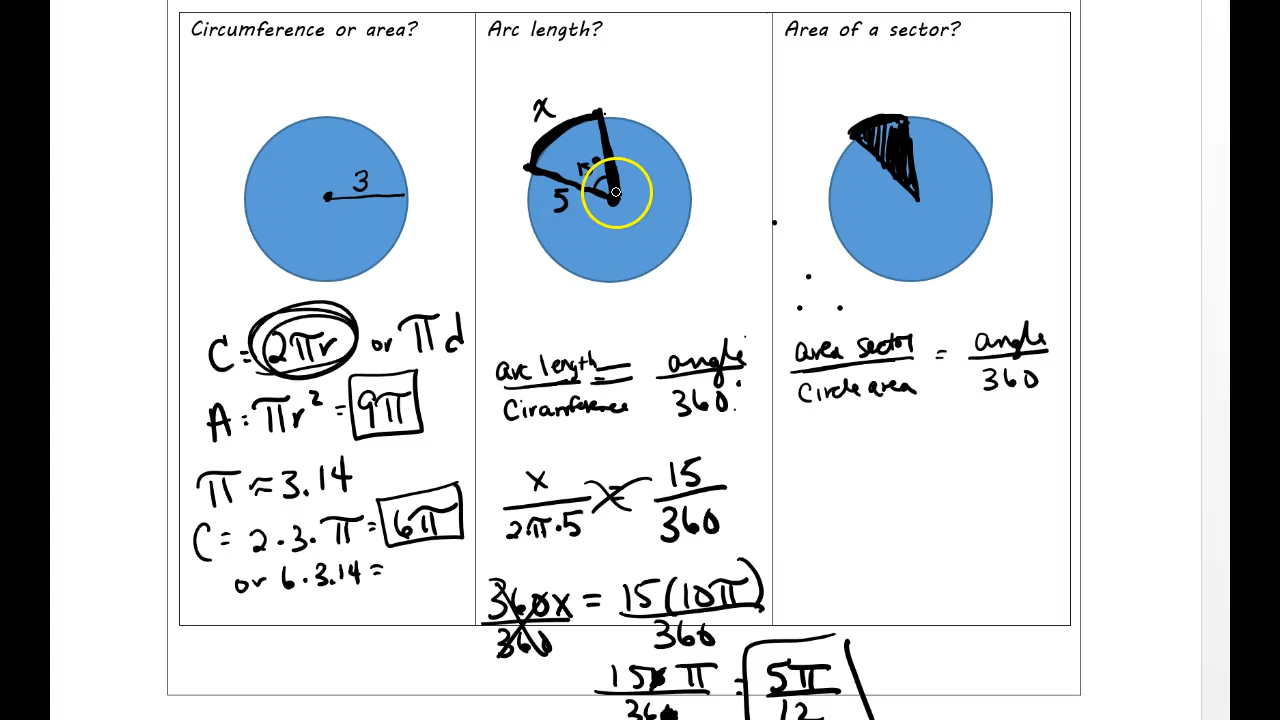 Circumference or area?
3
C = 2πr or πd
A = πr² = 9π
π ≈ 3.14
C = 2·3·π = 6π
or 6·3.14 =
Arc length?
x
5
arc length / Circumference = angle / 360
x / 2·π·5 = 15 / 360
360x / 360 = 15(10π) / 360
150π / 360 = 5π / 12
Area of a sector?
area sector / Circle area = angle / 360